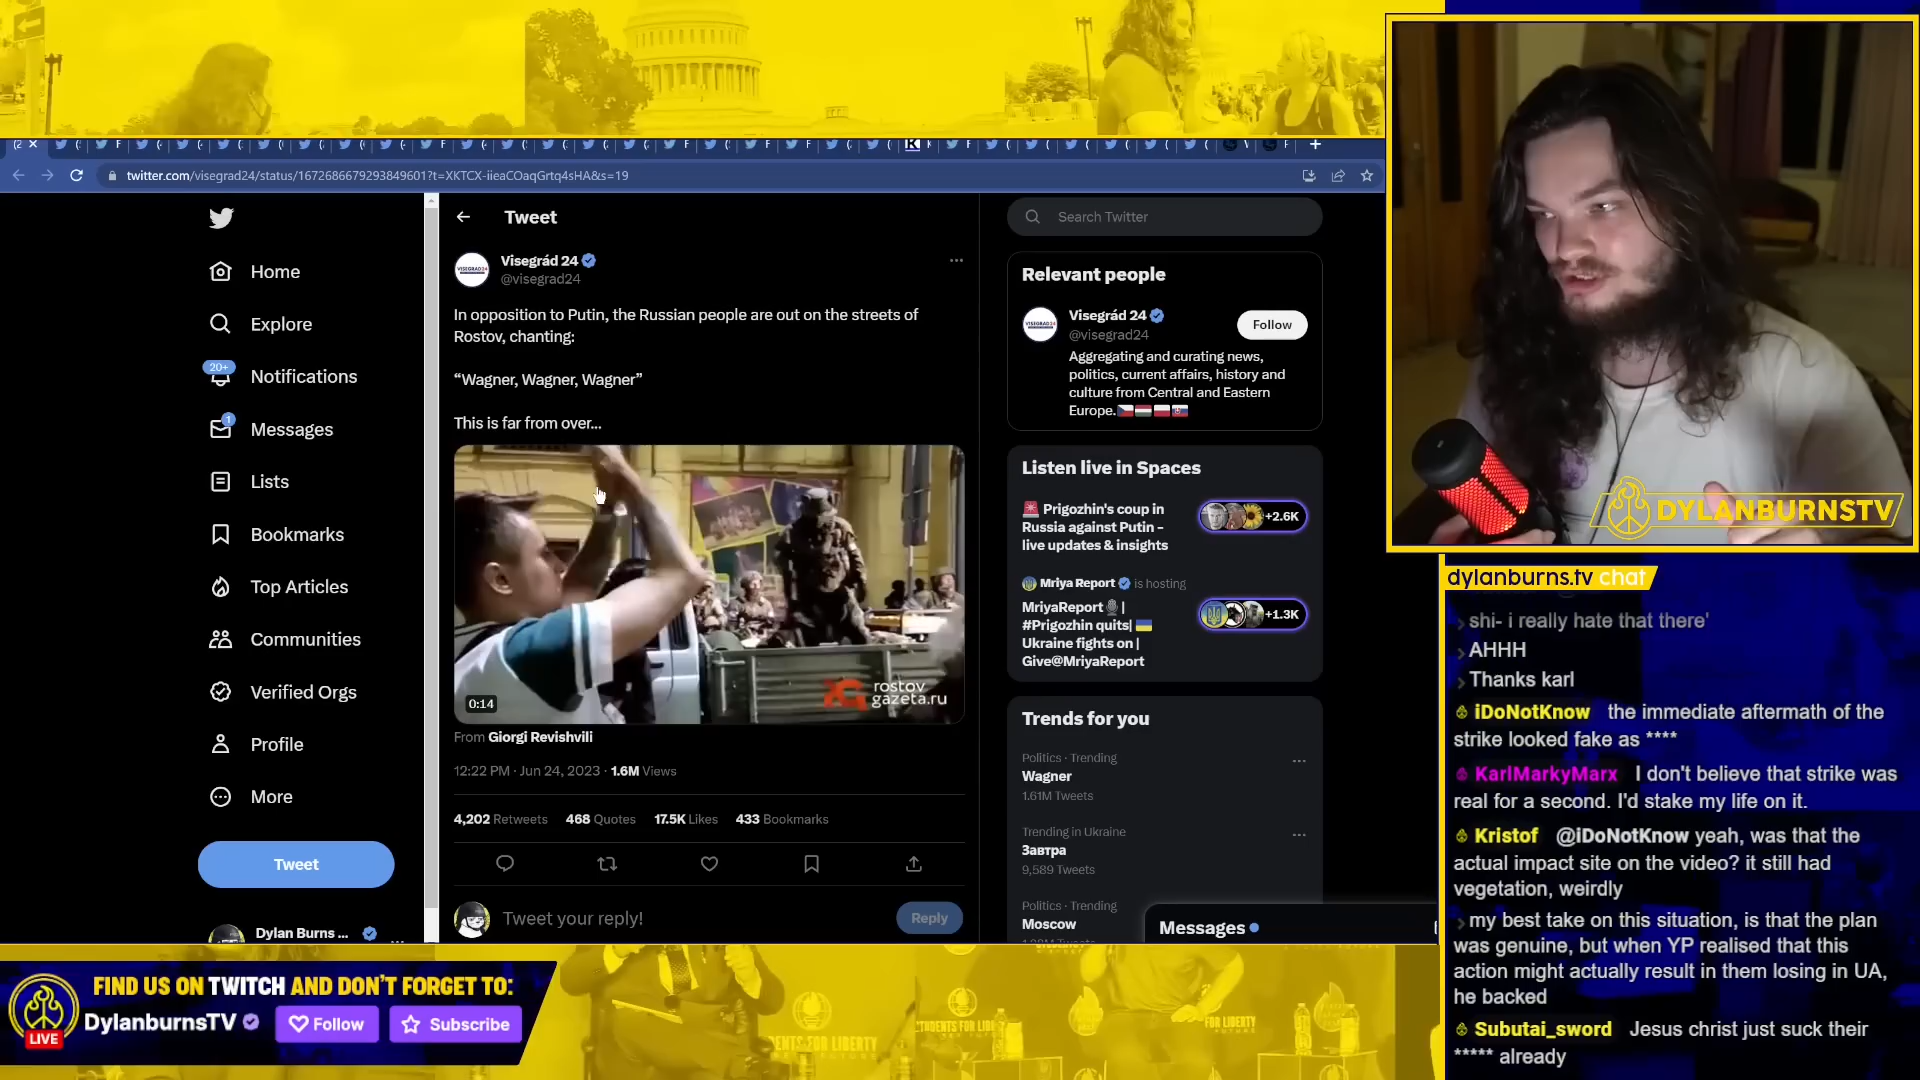 twitter.com/visegrad24/status/1672686679293849601?t=XKTCX-iieaCOaqGrtq4sHA&s=19
Tweet
Search Twitter
Home
Explore
20+
Notifications
1
Messages
Lists
Bookmarks
Top Articles
Communities
Verified Orgs
Profile
More
Tweet
Dylan Burns ...
VISEGRAD24
Visegrád 24
@visegrad24
In opposition to Putin, the Russian people are out on the streets of
Rostov, chanting:
“Wagner, Wagner, Wagner”
This is far from over...
rostov
gazeta.ru
0:14
From Giorgi Revishvili
12:22 PM · Jun 24, 2023 · 1.6M Views
4,202 Retweets 468 Quotes 17.5K Likes 433 Bookmarks
Tweet your reply!
Reply
Relevant people
Visegrád 24
@visegrad24
Follow
Aggregating and curating news,
politics, current affairs, history and
culture from Central and Eastern
Europe.
Listen live in Spaces
Prigozhin's coup in
Russia against Putin -
live updates & insights
+2.6K
Mriya Report is hosting
MriyaReport |
#Prigozhin quits|
Ukraine fights on |
Give@MriyaReport
+1.3K
Trends for you
Politics · Trending
Wagner
1.61M Tweets
Trending in Ukraine
Завтра
9,589 Tweets
Politics · Trending
Moscow
Messages
DYLANBURNSTV
dylanburns.tv chat
shi- i really hate that there'
AHHH
Thanks karl
iDoNotKnow the immediate aftermath of the
strike looked fake as ****
KarlMarkyMarx I don't believe that strike was
real for a second. I'd stake my life on it.
Kristof @iDoNotKnow yeah, was that the
actual impact site on the video? it still had
vegetation, weirdly
my best take on this situation, is that the plan
was genuine, but when YP realised that this
action might actually result in them losing in UA,
he backed
Subutai_sword Jesus christ just suck their
***** already
FIND US ON TWITCH AND DON'T FORGET TO:
DylanburnsTV
Follow
Subscribe
LIVE
FOR LIBERTY